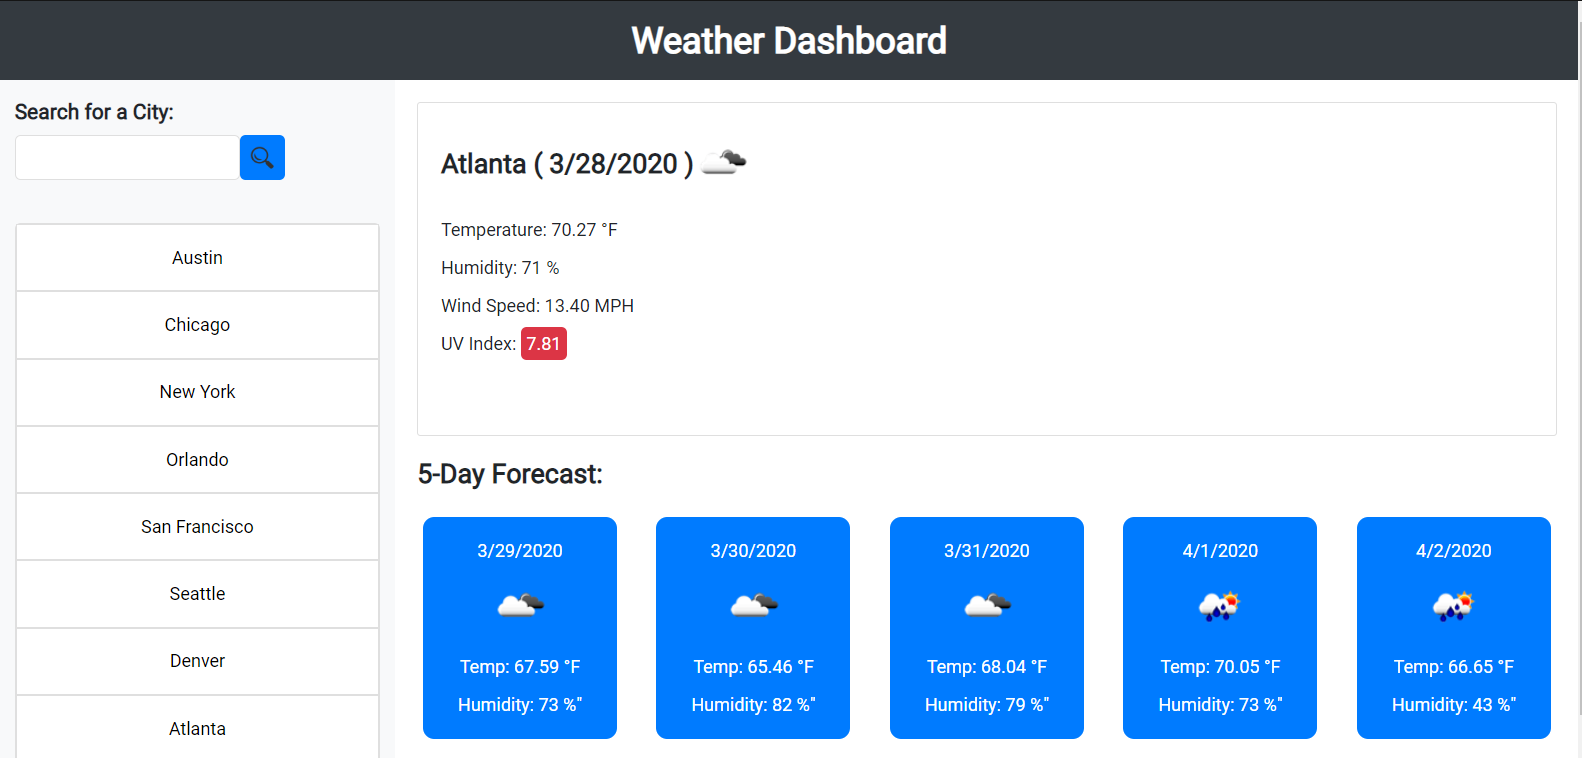 Weather Dashboard
Search for a City:
Austin
Chicago
New York
Orlando
San Francisco
Seattle
Denver
Atlanta
Atlanta ( 3/28/2020 )
Temperature: 70.27 °F
Humidity: 71 %
Wind Speed: 13.40 MPH
UV Index: 7.81
5-Day Forecast:
3/29/2020
Temp: 67.59 °F
Humidity: 73 %"
3/30/2020
Temp: 65.46 °F
Humidity: 82 %"
3/31/2020
Temp: 68.04 °F
Humidity: 79 %"
4/1/2020
Temp: 70.05 °F
Humidity: 73 %"
4/2/2020
Temp: 66.65 °F
Humidity: 43 %"